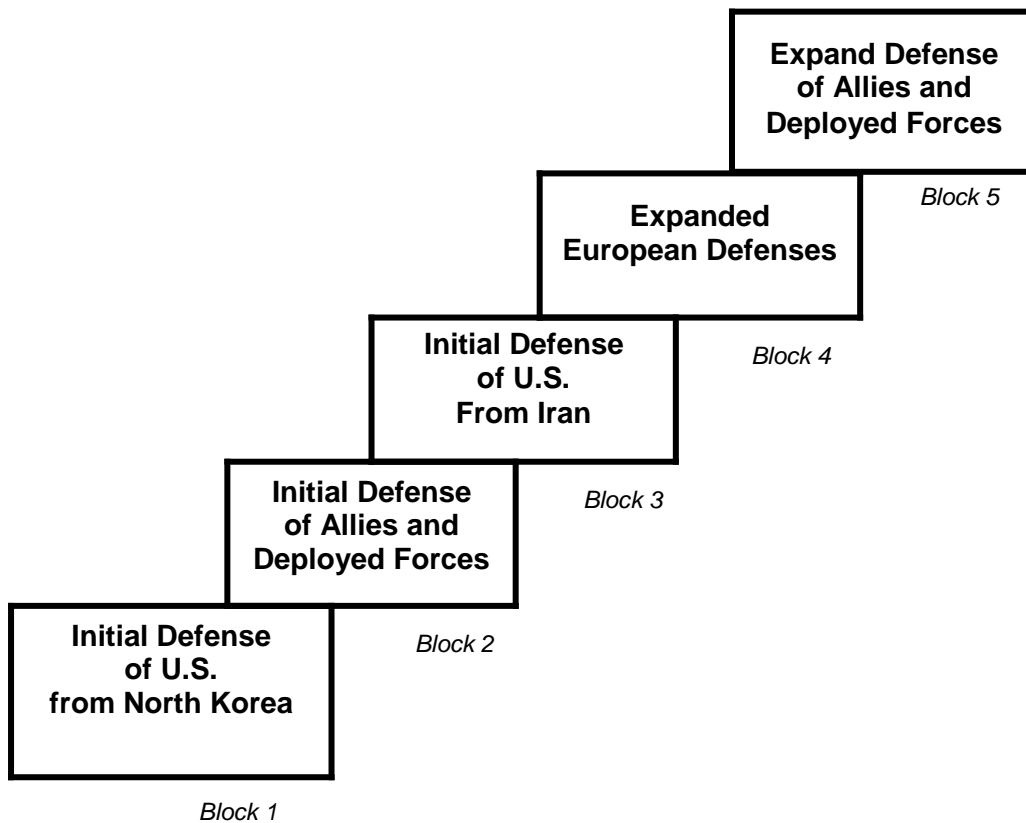 Expand Defense
of Allies and
Deployed Forces
Block 5
Expanded
European Defenses
Block 4
Initial Defense
of U.S.
From Iran
Block 3
Initial Defense
of Allies and
Deployed Forces
Block 2
Initial Defense
of U.S.
from North Korea
Block 1